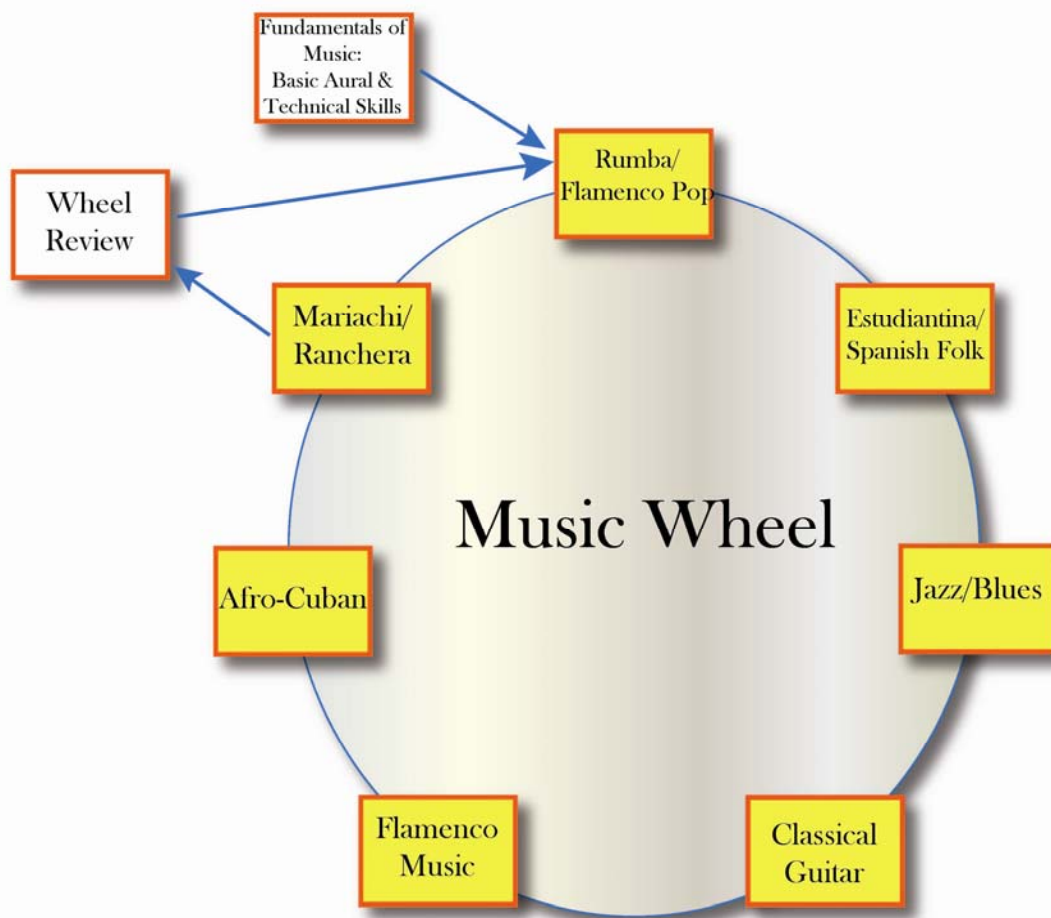 Fundamentals of
Music:
Basic Aural &
Technical Skills
Rumba/
Flamenco Pop
Wheel
Review
Mariachi/
Ranchera
Estudiantina/
Spanish Folk
Music Wheel
Afro-Cuban
Jazz/Blues
Flamenco
Music
Classical
Guitar